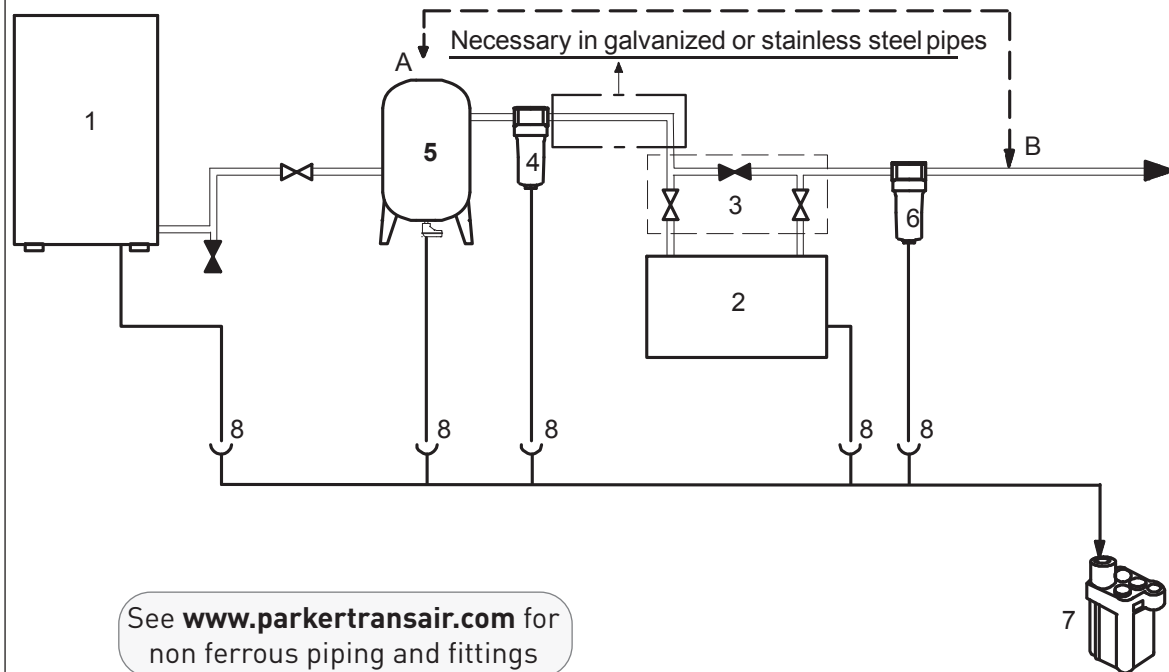 Necessary in galvanized or stainless steel pipes
A
B
1
5
4
3
6
2
8
8
8
8
8
7
See www.parkertransair.com for
non ferrous piping and fittings